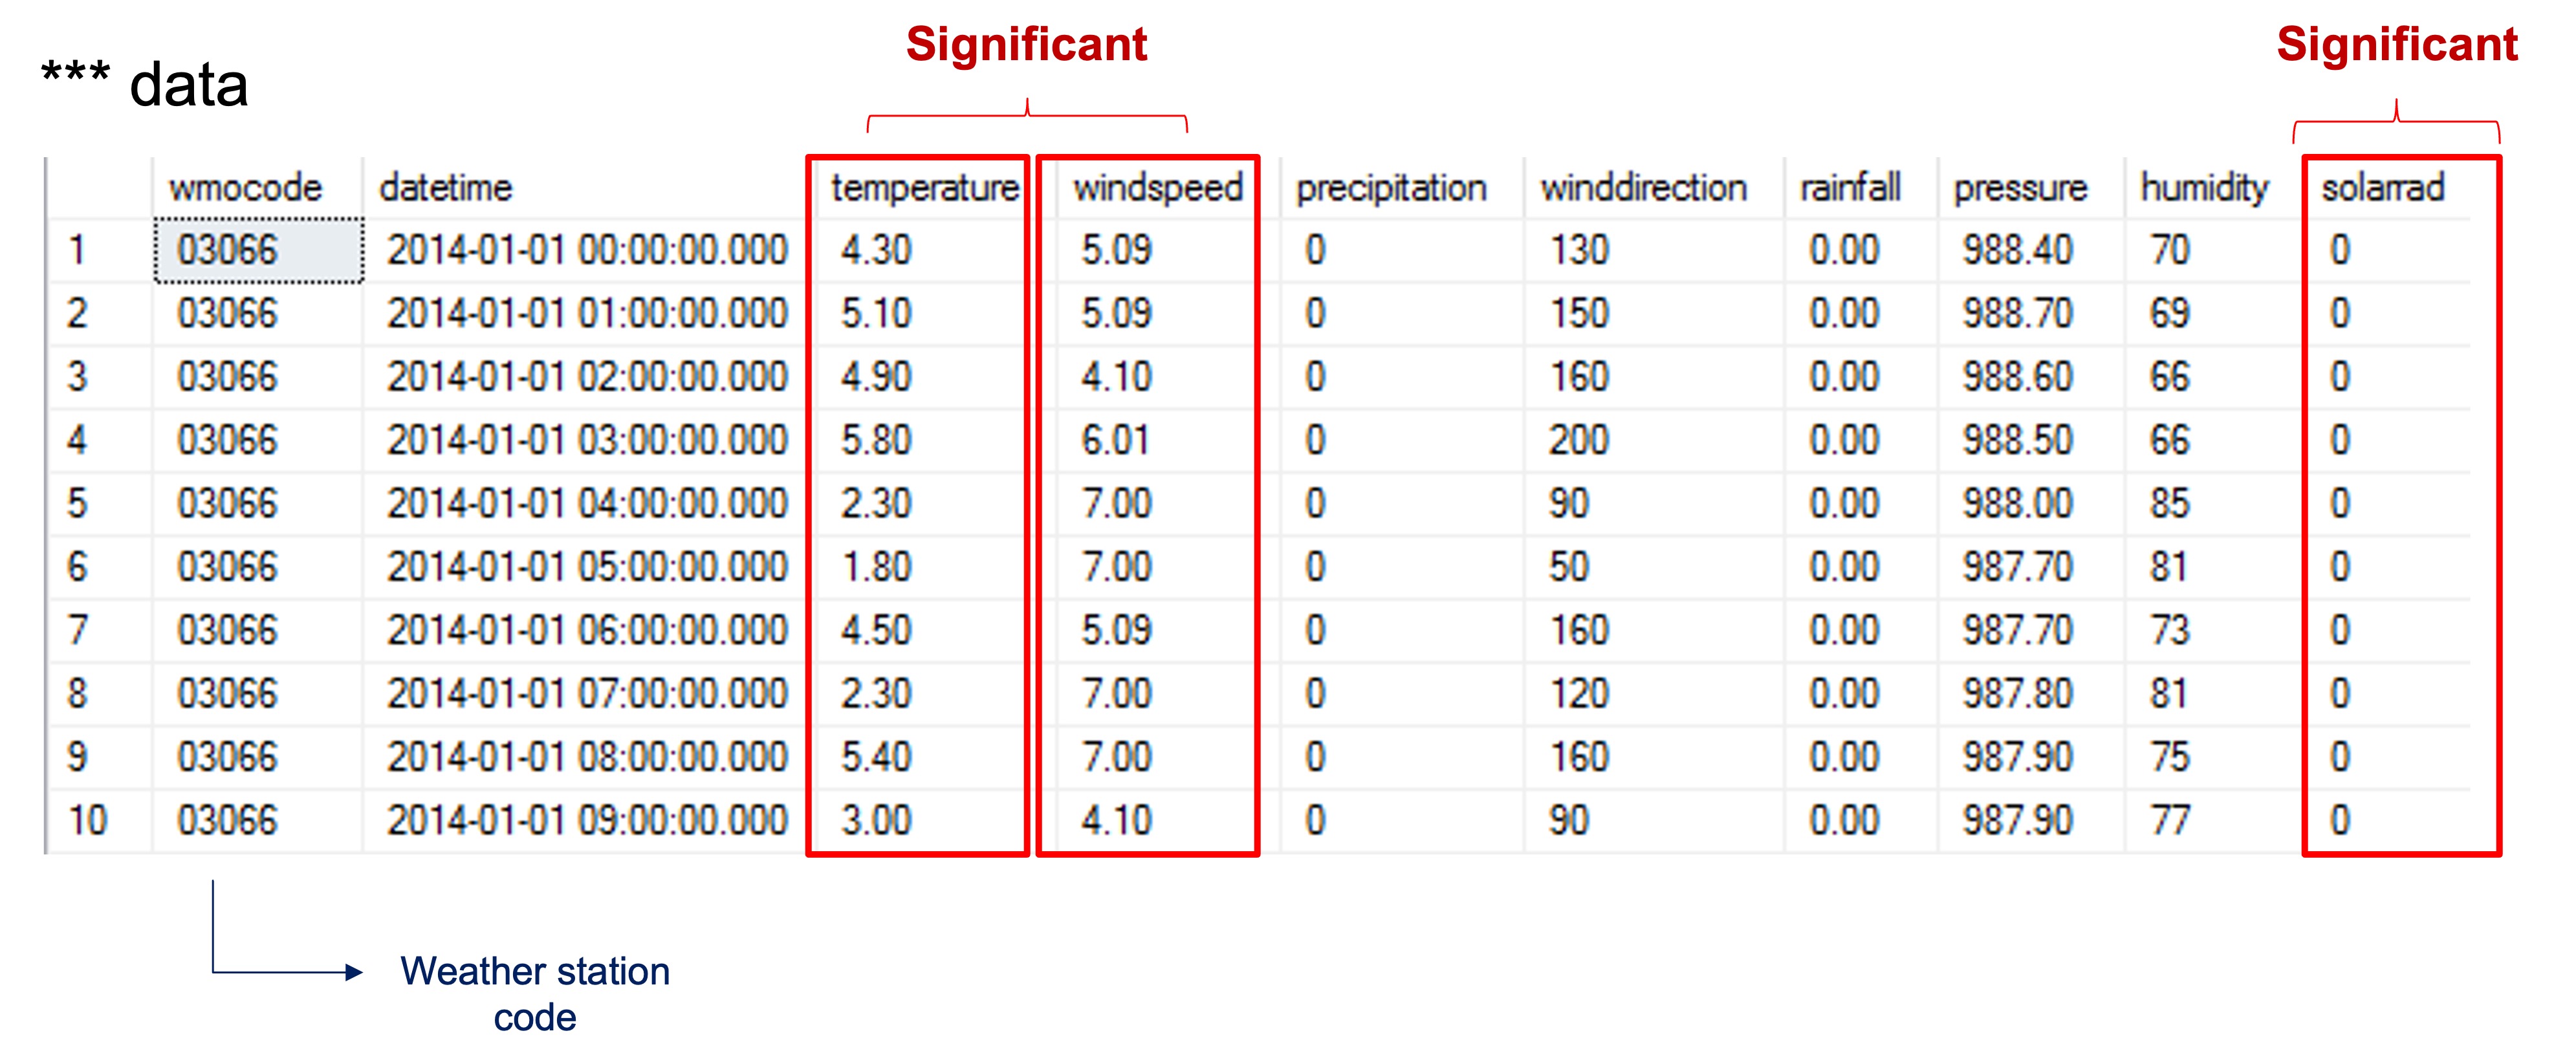 Significant Significant
*** data
wmocode datetime temperature windspeed precipitation winddirection rainfall pressure humidity solarrad
1 03066 2014-01-01 00:00:00.000 4.30 5.09 0 130 0.00 988.40 70 0
2 03066 2014-01-01 01:00:00.000 5.10 5.09 0 150 0.00 988.70 69 0
3 03066 2014-01-01 02:00:00.000 4.90 4.10 0 160 0.00 988.60 66 0
4 03066 2014-01-01 03:00:00.000 5.80 6.01 0 200 0.00 988.50 66 0
5 03066 2014-01-01 04:00:00.000 2.30 7.00 0 90 0.00 988.00 85 0
6 03066 2014-01-01 05:00:00.000 1.80 7.00 0 50 0.00 987.70 81 0
7 03066 2014-01-01 06:00:00.000 4.50 5.09 0 160 0.00 987.70 73 0
8 03066 2014-01-01 07:00:00.000 2.30 7.00 0 120 0.00 987.80 81 0
9 03066 2014-01-01 08:00:00.000 5.40 7.00 0 160 0.00 987.90 75 0
10 03066 2014-01-01 09:00:00.000 3.00 4.10 0 90 0.00 987.90 77 0
Weather station
code